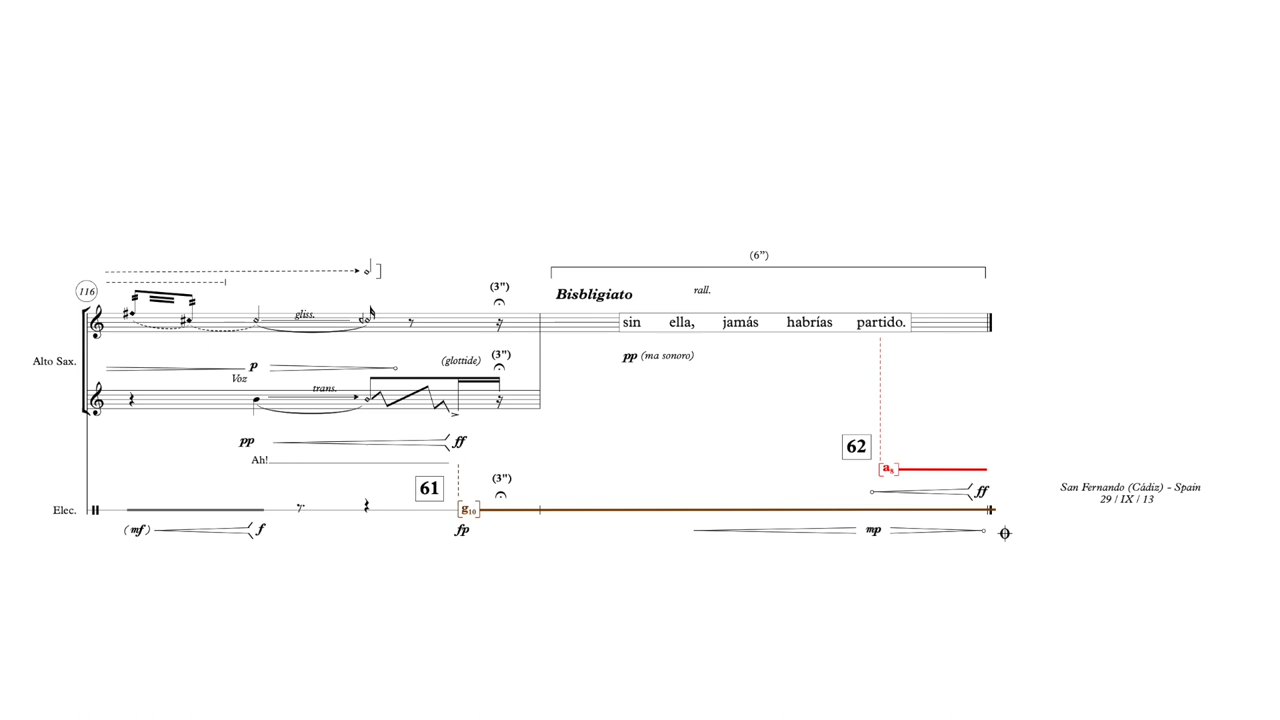 (6”)
116
(3")
Bisbligiato
rall.
gliss.
sin ella, jamás habrías partido.
Alto Sax.
p
(glottide)
(3")
pp (ma sonoro)
Voz
trans.
pp
ff
62
Ah!
a8
61
(3")
ff
San Fernando (Cádiz) - Spain
29 / IX / 13
Elec.
g10
(mf)
f
fp
mp